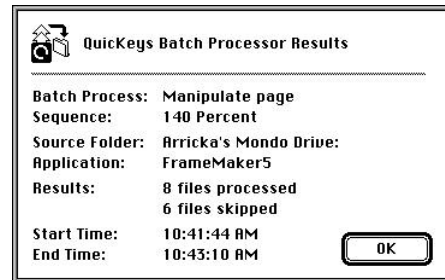 QuicKeys Batch Processor Results
Batch Process: Manipulate page
Sequence: 140 Percent
Source Folder: Arricka's Mondo Drive:
Application: FrameMaker5
Results: 8 files processed
6 files skipped
Start Time: 10:41:44 AM
End Time: 10:43:10 AM
OK